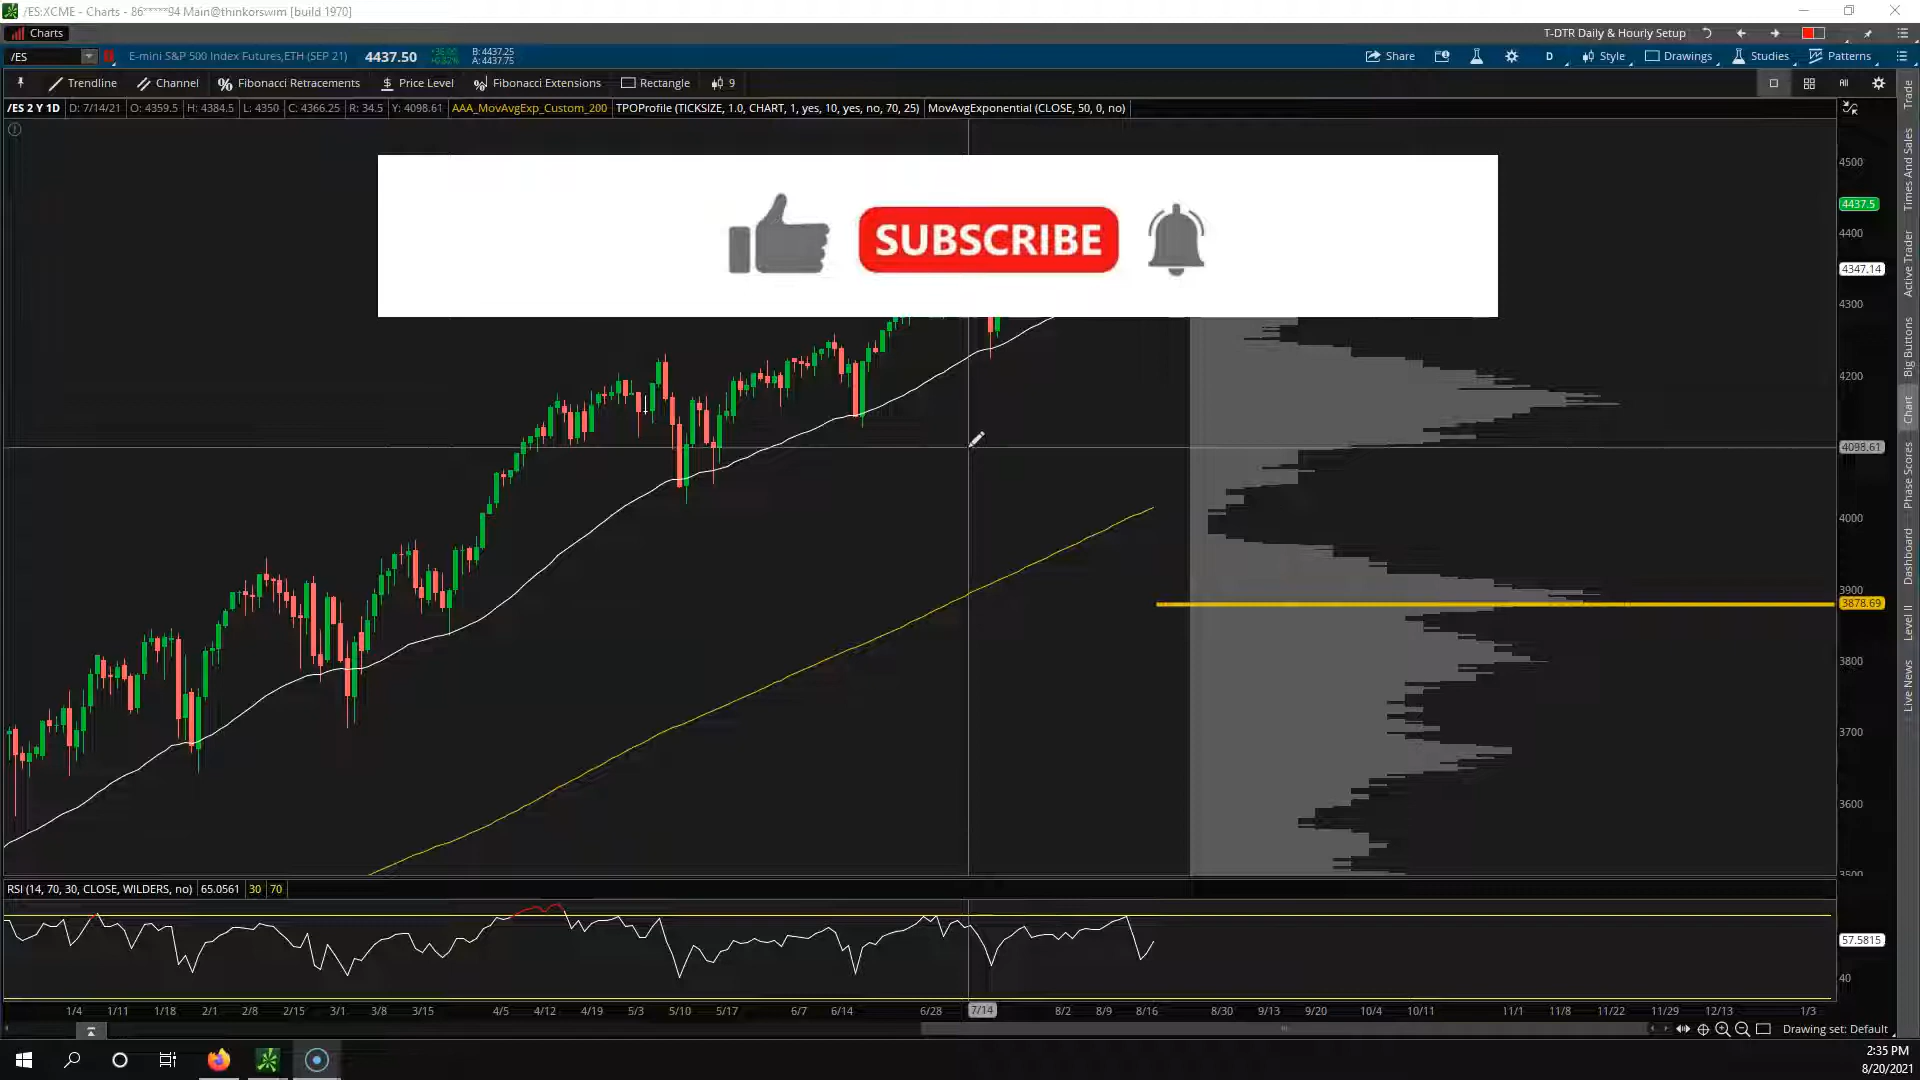 /ES:XCME - Charts - 86*****94 Main@thinkorswim [build 1970]
Charts
T-DTR Daily & Hourly Setup
/ES
E-mini S&P 500 Index Futures,ETH (SEP 21)
4437.50
B: 4437.25
A: 4437.75
Share
D
Style
Drawings
Studies
Patterns
Trendline
Channel
% Fibonacci Retracements
$ Price Level
% Fibonacci Extensions
Rectangle
9
All
/ES 2 Y 1D
D: 7/14/21
O: 4359.5
H: 4384.5
L: 4350
C: 4366.25
R: 34.5
Y: 4098.61
AAA_MovAvgExp_Custom_200
TPOProfile (TICKSIZE, 1.0, CHART, 1, yes, 10, yes, no, 70, 25)
MovAvgExponential (CLOSE, 50, 0, no)
SUBSCRIBE
4500
4437.5
4400
4347.14
4300
4200
4098.61
4000
3900
3878.69
3800
3700
3600
3500
Trade
Times And Sales
Active Trader
Big Buttons
Chart
Phase Scores
Dashboard
Level II
Live News
RSI (14, 70, 30, CLOSE, WILDERS, no)
65.0561
30
70
57.5815
40
1/4
1/11
1/18
2/1
2/8
2/15
3/1
3/8
3/15
4/5
4/12
4/19
5/3
5/10
5/17
6/7
6/14
6/28
7/14
8/2
8/9
8/16
8/30
9/13
9/20
10/4
10/11
11/1
11/8
11/22
11/29
12/13
1/3
Drawing set: Default
2:35 PM
8/20/2021